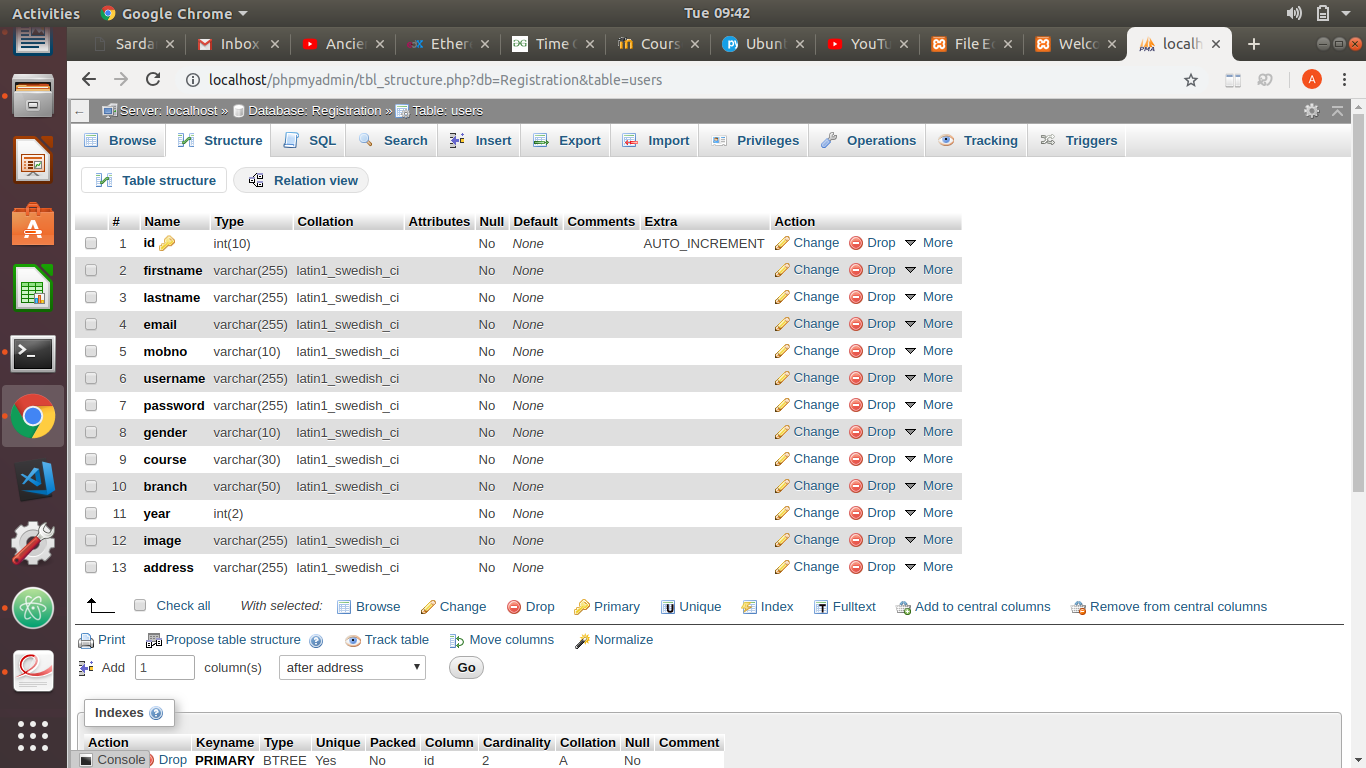 Activities Google Chrome Tue 09:42
Sarda Inbox Ancie Ether Time Cours Ubun YouTu File Ec Welco localh
localhost/phpmyadmin/tbl_structure.php?db=Registration&table=users A
Server: localhost » Database: Registration » Table: users
Browse Structure SQL Search Insert Export Import Privileges Operations Tracking Triggers
Table structure Relation view
# Name Type Collation Attributes Null Default Comments Extra Action
1 id int(10) No None AUTO_INCREMENT Change Drop More
2 firstname varchar(255) latin1_swedish_ci No None Change Drop More
3 lastname varchar(255) latin1_swedish_ci No None Change Drop More
4 email varchar(255) latin1_swedish_ci No None Change Drop More
5 mobno varchar(10) latin1_swedish_ci No None Change Drop More
6 username varchar(255) latin1_swedish_ci No None Change Drop More
7 password varchar(255) latin1_swedish_ci No None Change Drop More
8 gender varchar(10) latin1_swedish_ci No None Change Drop More
9 course varchar(30) latin1_swedish_ci No None Change Drop More
10 branch varchar(50) latin1_swedish_ci No None Change Drop More
11 year int(2) No None Change Drop More
12 image varchar(255) latin1_swedish_ci No None Change Drop More
13 address varchar(255) latin1_swedish_ci No None Change Drop More
Check all With selected: Browse Change Drop Primary Unique Index Fulltext Add to central columns Remove from central columns
Print Propose table structure Track table Move columns Normalize
Add 1 column(s) after address Go
Indexes
Action Keyname Type Unique Packed Column Cardinality Collation Null Comment
Console Drop PRIMARY BTREE Yes No id 2 A No